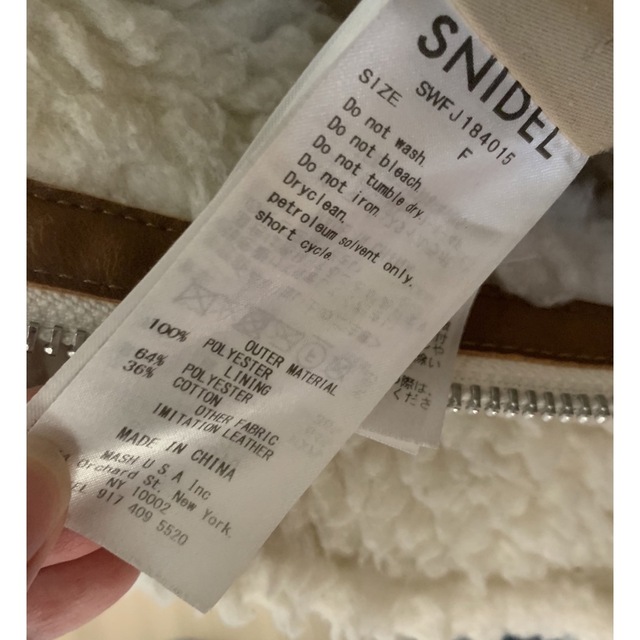 SNIDEL
SWFJ184015
SIZE F
Do not wash
Do not bleach
Do not tumble dry.
Do not iron
Dryclean.
petroleum solvent only.
short cycle
OUTER MATERIAL
100% POLYESTER
LINING
64% POLYESTER
36% COTTON
OTHER FABRIC
IMITATION LEATHER
MADE IN CHINA
MASH U S A Inc
Orchard St. New York.
NY 10002
917 409 5520